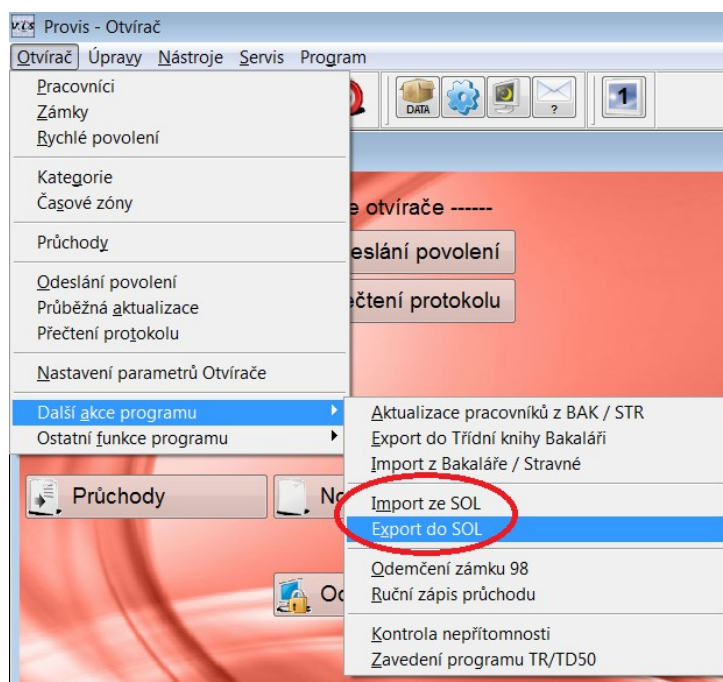 vis Provis - Otvírač
Otvírač Úpravy Nástroje Servis Program
Pracovníci
Zámky
Rychlé povolení
DATA ? 1
Kategorie
Časové zóny
otvírače ------
Průchody
eslání povolení
Odeslání povolení
Průběžná aktualizace
čtení protokolu
Přečtení protokolu
Nastavení parametrů Otvírače
Další akce programu
Ostatní funkce programu
Aktualizace pracovníků z BAK / STR
Export do Třídní knihy Bakaláři
Import z Bakaláře / Stravné
Průchody
Import ze SOL
Export do SOL
Odemčení zámku 98
Ruční zápis průchodu
Kontrola nepřítomnosti
Zavedení programu TR/TD50